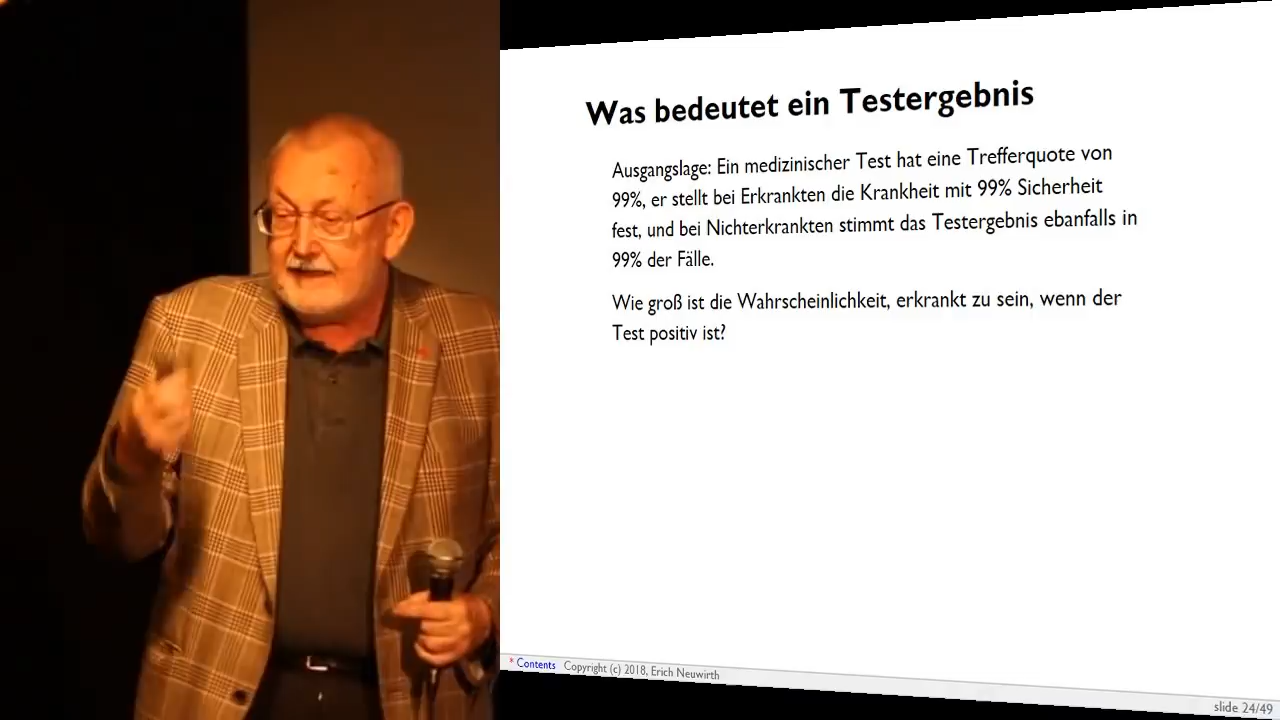 Was bedeutet ein Testergebnis
Ausgangslage: Ein medizinischer Test hat eine Trefferquote von
99%, er stellt bei Erkrankten die Krankheit mit 99% Sicherheit
fest, und bei Nichterkrankten stimmt das Testergebnis ebanfalls in
99% der Fälle.
Wie groß ist die Wahrscheinlichkeit, erkrankt zu sein, wenn der
Test positiv ist?
* Contents Copyright (c) 2018, Erich Neuwirth
slide 24/49